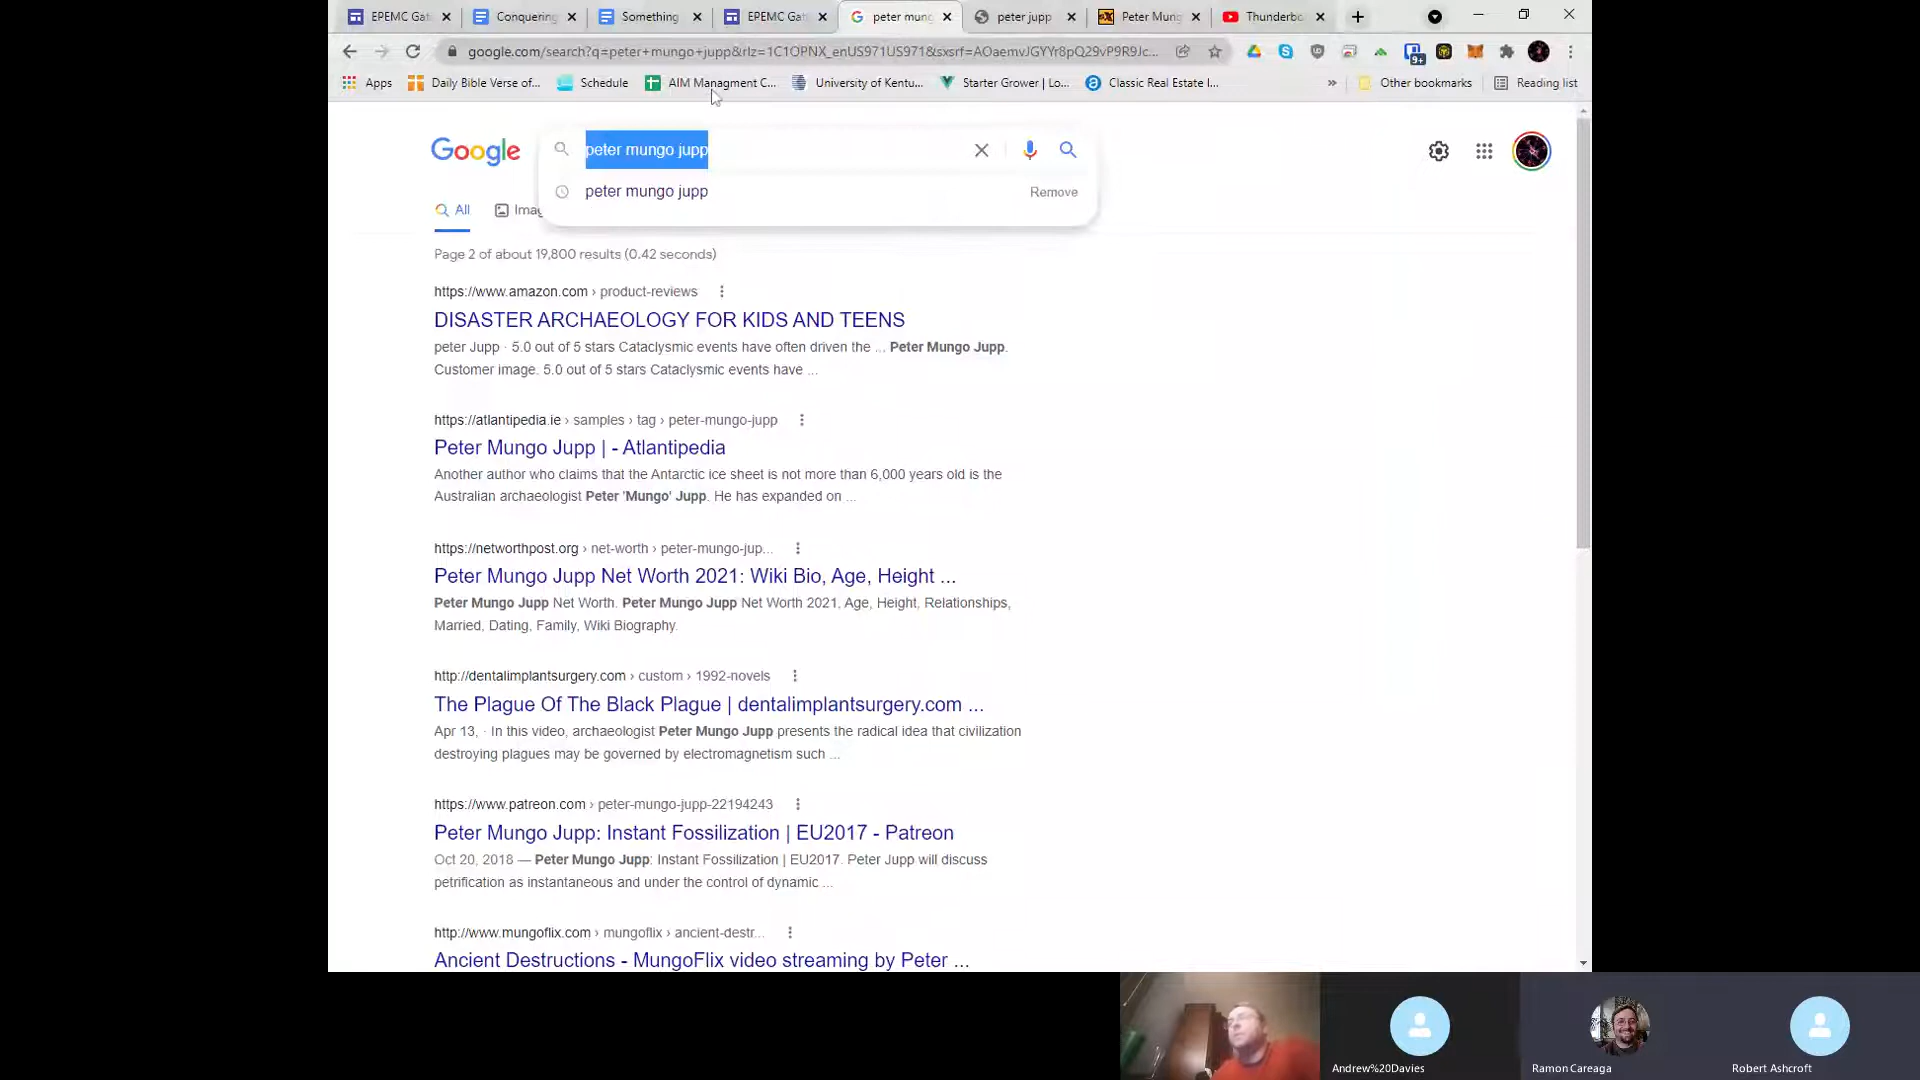 EPEMC Gat
Conquering
Something
EPEMC Gat
peter mung
peter jupp
Peter Mung
Thunderbo
google.com/search?q=peter+mungo+jupp&rlz=1C1OPNX_enUS971US971&sxsrf=AOaemvJGYYr8pQ29vP9R9Jc...
9+
Apps
Daily Bible Verse of...
Schedule
AIM Managment C...
University of Kentu...
Starter Grower | Lo...
Classic Real Estate I...
»
Other bookmarks
Reading list
Google
peter mungo jupp
peter mungo jupp
Remove
All
Imag
Page 2 of about 19,800 results (0.42 seconds)
https://www.amazon.com › product-reviews
DISASTER ARCHAEOLOGY FOR KIDS AND TEENS
peter Jupp · 5.0 out of 5 stars Cataclysmic events have often driven the ... Peter Mungo Jupp.
Customer image. 5.0 out of 5 stars Cataclysmic events have ...
https://atlantipedia.ie › samples › tag › peter-mungo-jupp
Peter Mungo Jupp | - Atlantipedia
Another author who claims that the Antarctic ice sheet is not more than 6,000 years old is the
Australian archaeologist Peter 'Mungo' Jupp. He has expanded on ...
https://networthpost.org › net-worth › peter-mungo-jup...
Peter Mungo Jupp Net Worth 2021: Wiki Bio, Age, Height ...
Peter Mungo Jupp Net Worth. Peter Mungo Jupp Net Worth 2021, Age, Height, Relationships,
Married, Dating, Family, Wiki Biography.
http://dentalimplantsurgery.com › custom › 1992-novels
The Plague Of The Black Plague | dentalimplantsurgery.com ...
Apr 13, · In this video, archaeologist Peter Mungo Jupp presents the radical idea that civilization
destroying plagues may be governed by electromagnetism such ...
https://www.patreon.com › peter-mungo-jupp-22194243
Peter Mungo Jupp: Instant Fossilization | EU2017 - Patreon
Oct 20, 2018 — Peter Mungo Jupp: Instant Fossilization | EU2017. Peter Jupp will discuss
petrification as instantaneous and under the control of dynamic ...
http://www.mungoflix.com › mungoflix › ancient-destr...
Ancient Destructions - MungoFlix video streaming by Peter ...
Andrew%20Davies
Ramon Careaga
Robert Ashcroft